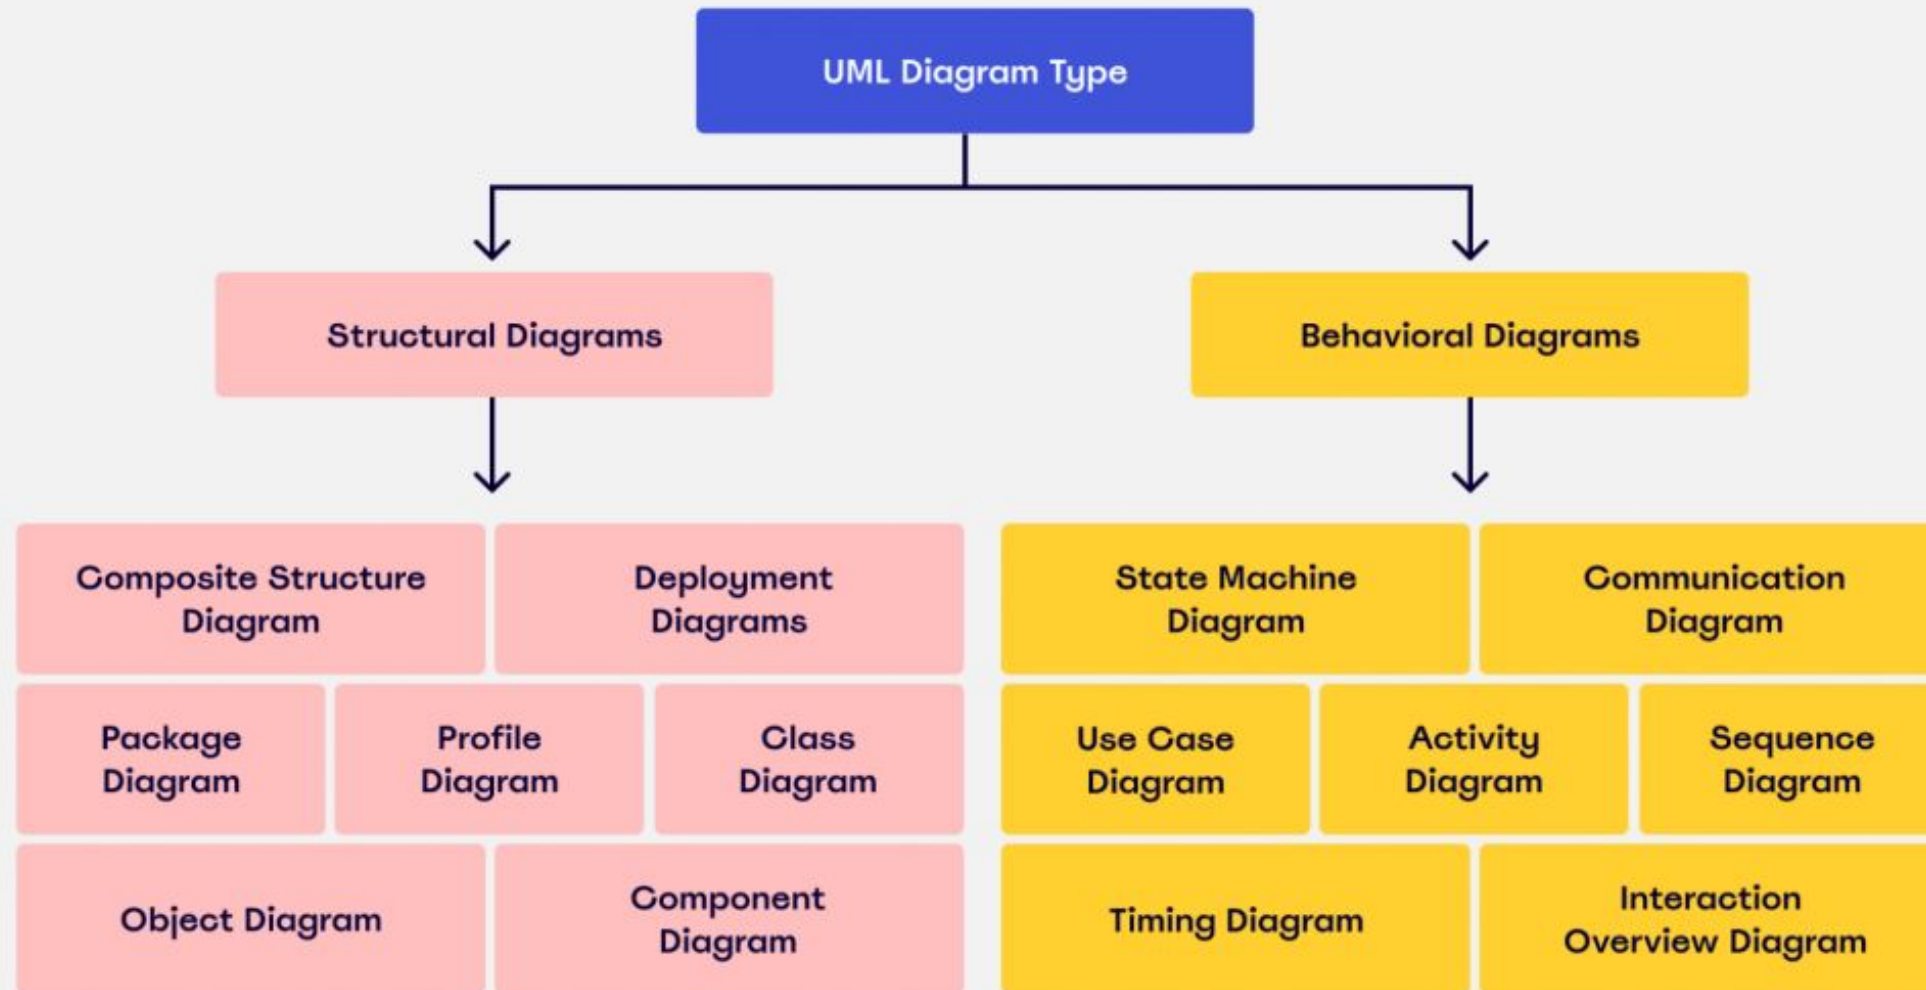 UML Diagram Type
Structural Diagrams
Behavioral Diagrams
Composite Structure
Diagram
Deployment
Diagrams
State Machine
Diagram
Communication
Diagram
Package
Diagram
Profile
Diagram
Class
Diagram
Use Case
Diagram
Activity
Diagram
Sequence
Diagram
Object Diagram
Component
Diagram
Timing Diagram
Interaction
Overview Diagram